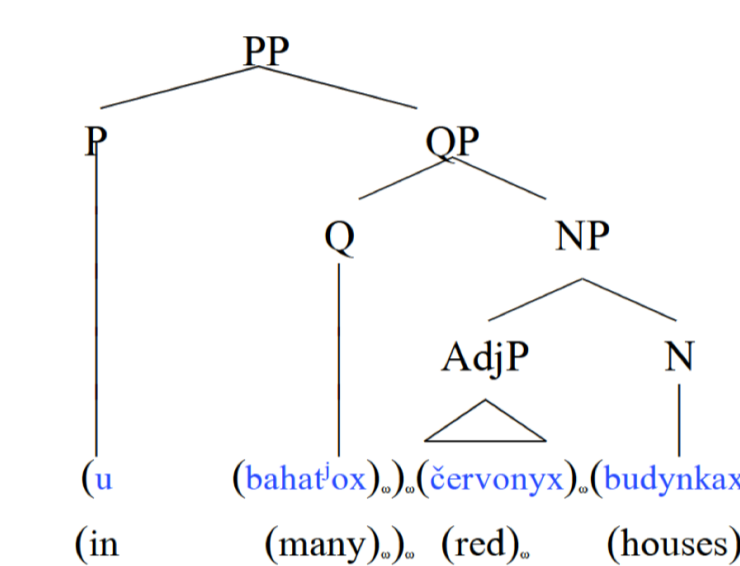 PP
P QP
Q NP
AdjP N
(u (bahatʲox)ω)ω(červonyx)ω(budynkax
(in (many)ω)ω (red)ω (houses)